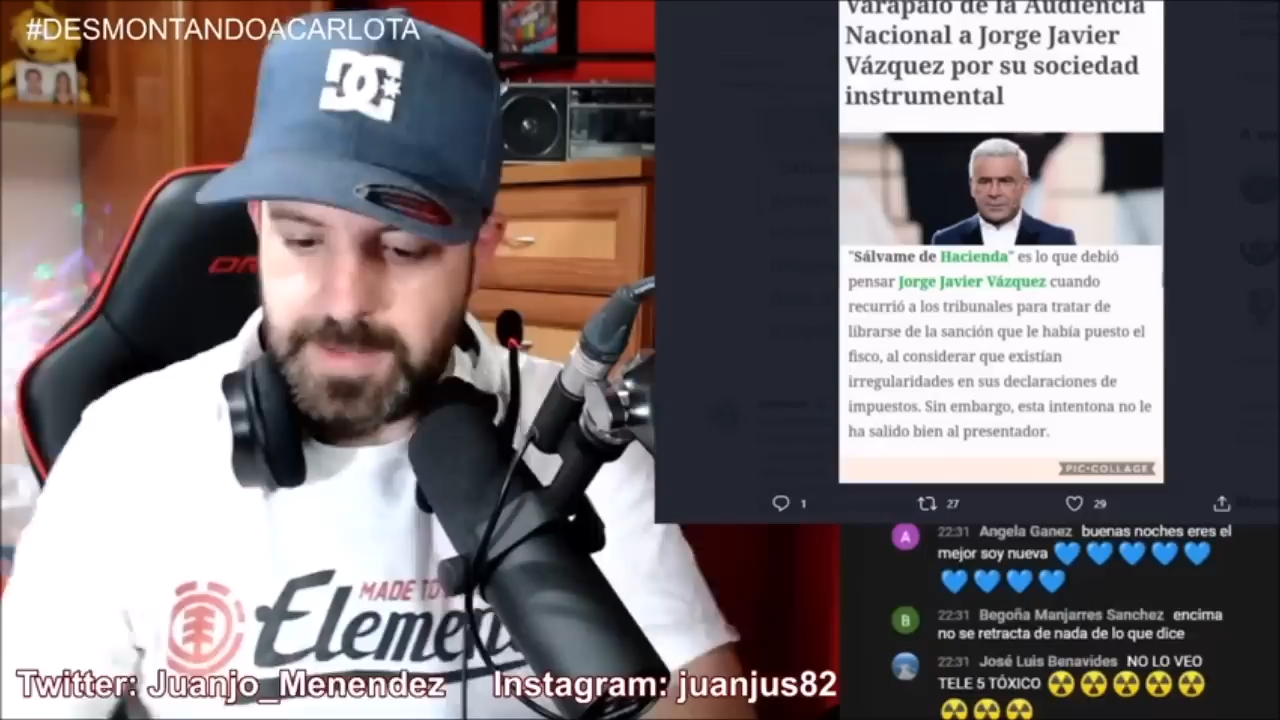 #DESMONTANDOACARLOTA
Varapalo de la Audiencia
Nacional a Jorge Javier
Vázquez por su sociedad
instrumental
"Sálvame de Hacienda" es lo que debió
pensar Jorge Javier Vázquez cuando
recurrió a los tribunales para tratar de
librarse de la sanción que le había puesto el
fisco, al considerar que existían
irregularidades en sus declaraciones de
impuestos. Sin embargo, esta intentona no le
ha salido bien al presentador.
PIC•COLLAGE
1 27 29
22:31 Angela Ganez buenas noches eres el
mejor soy nueva 💙💙💙💙💙
💙💙💙💙
22:31 Begoña Manjarres Sanchez encima
no se retracta de nada de lo que dice
22:31 José Luis Benavides NO LO VEO
TELE 5 TÓXICO ☢☢☢☢☢
☢☢☢
A
B
DC
MADE TO
Element
Twitter: Juanjo_Menendez Instagram: juanjus82